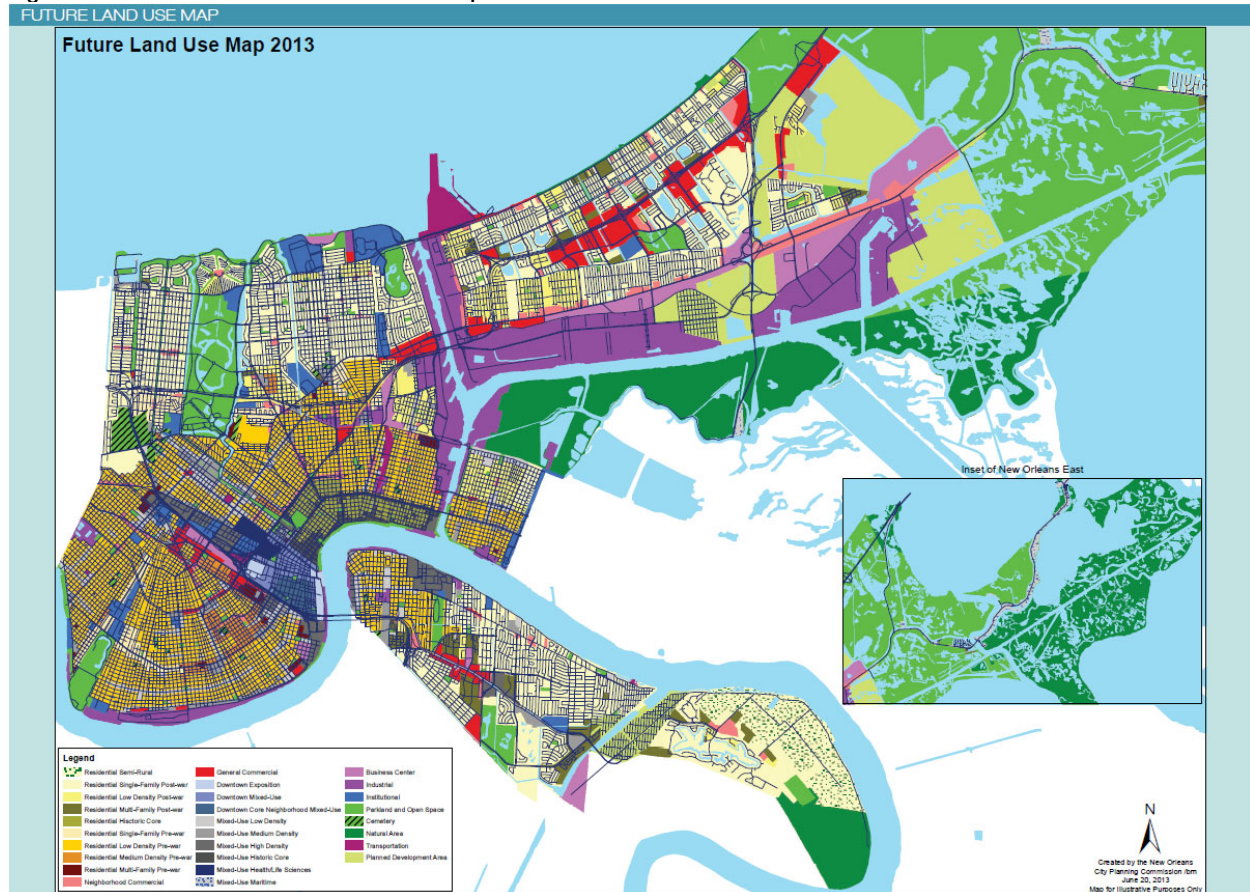 FUTURE LAND USE MAP
Future Land Use Map 2013
Inset of New Orleans East
Legend
Residential Semi-Rural
Residential Single-Family Post-war
Residential Low Density Post-war
Residential Multi-Family Post-war
Residential Hisctoric Core
Residential Single-Family Pre-war
Residential Low Density Pre-war
Residential Medium Density Pre-war
Residential Multi-Family Pre-war
Neighborhood Commercial
General Commercial
Downtown Exposition
Downtown Mixed-Use
Downtown Core Neighborhood Mixed-Use
Mixed-Use Low Density
Mixed-Use Medium Density
Mixed-Use High Density
Mixed-Use Historic Core
Mixed-Use Health/Life Sciences
Mixed-Use Maritime
Business Center
Industrial
Institutional
Parkland and Open Space
Cemetary
Natural Area
Transportation
Planned Development Area
N
Created by the New Orleans
City Planning Commission /brm
June 20, 2013
Map for Illustrative Purposes Only